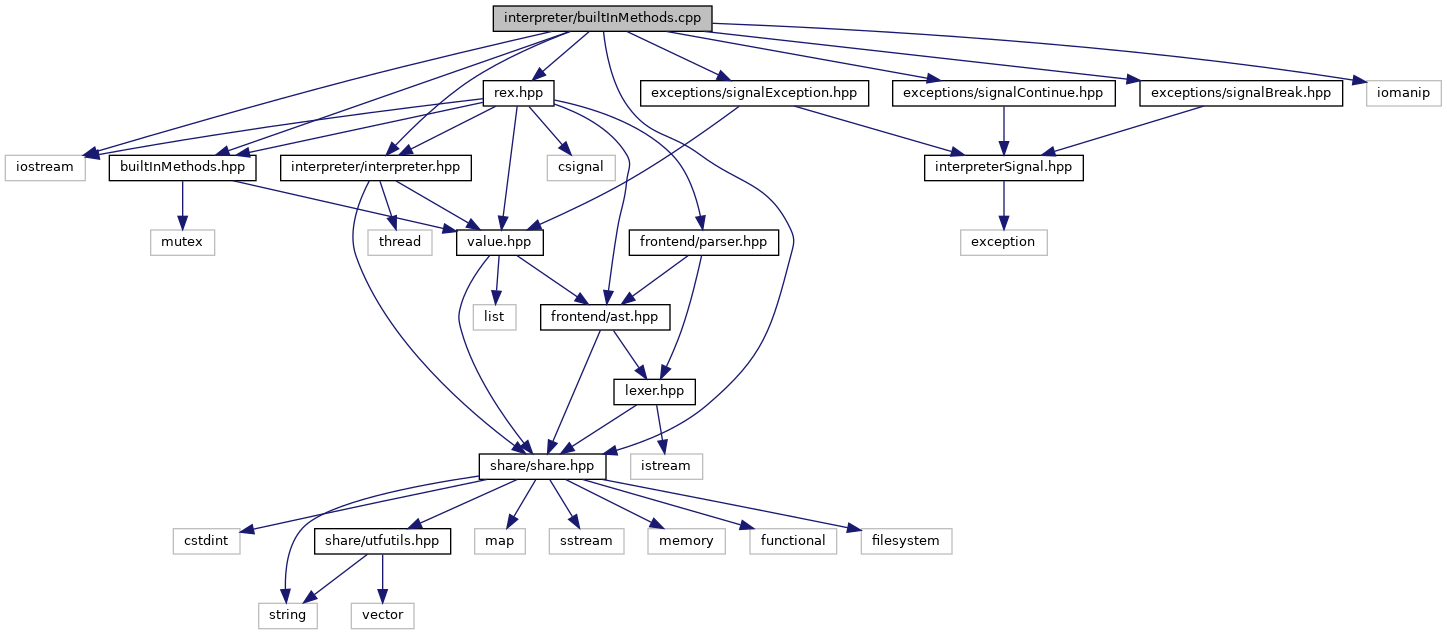 interpreter/builtInMethods.cpp
rex.hpp
exceptions/signalException.hpp
exceptions/signalContinue.hpp
exceptions/signalBreak.hpp
iomanip
iostream
builtInMethods.hpp
interpreter/interpreter.hpp
csignal
interpreterSignal.hpp
mutex
thread
value.hpp
frontend/parser.hpp
exception
list
frontend/ast.hpp
lexer.hpp
share/share.hpp
istream
cstdint
share/utfutils.hpp
map
sstream
memory
functional
filesystem
string
vector